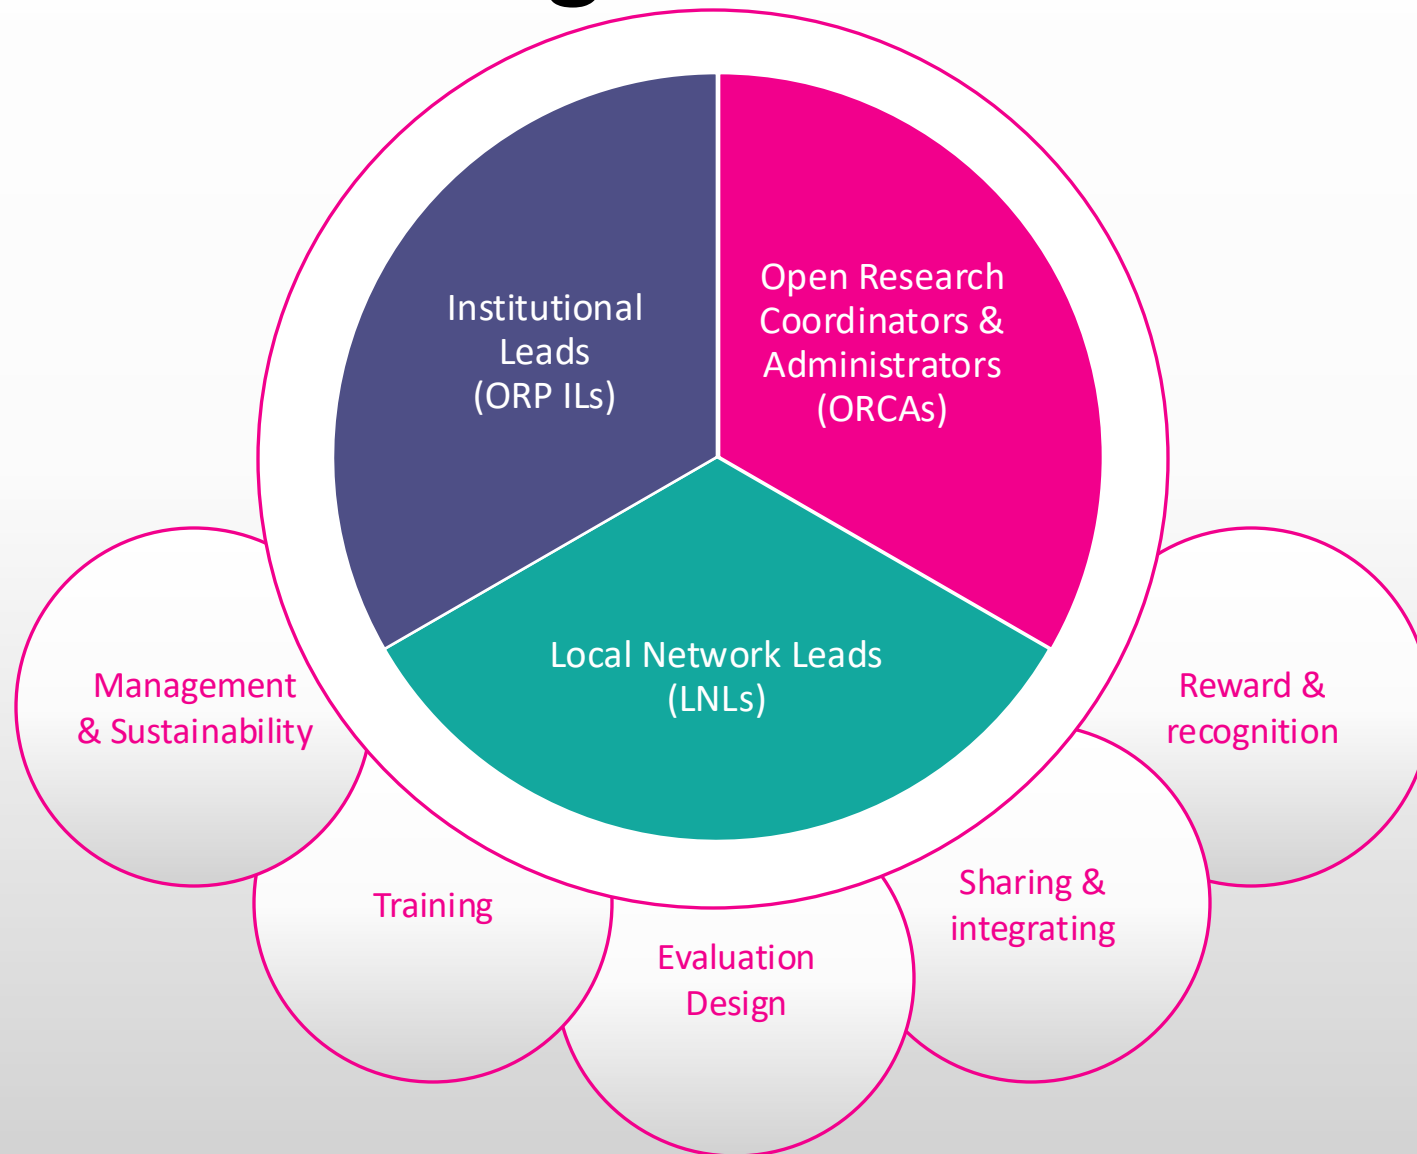 Institutional
Leads
(ORP ILs)
Open Research
Coordinators &
Administrators
(ORCAs)
Local Network Leads
(LNLs)
Management
& Sustainability
Training
Evaluation
Design
Sharing &
integrating
Reward &
recognition